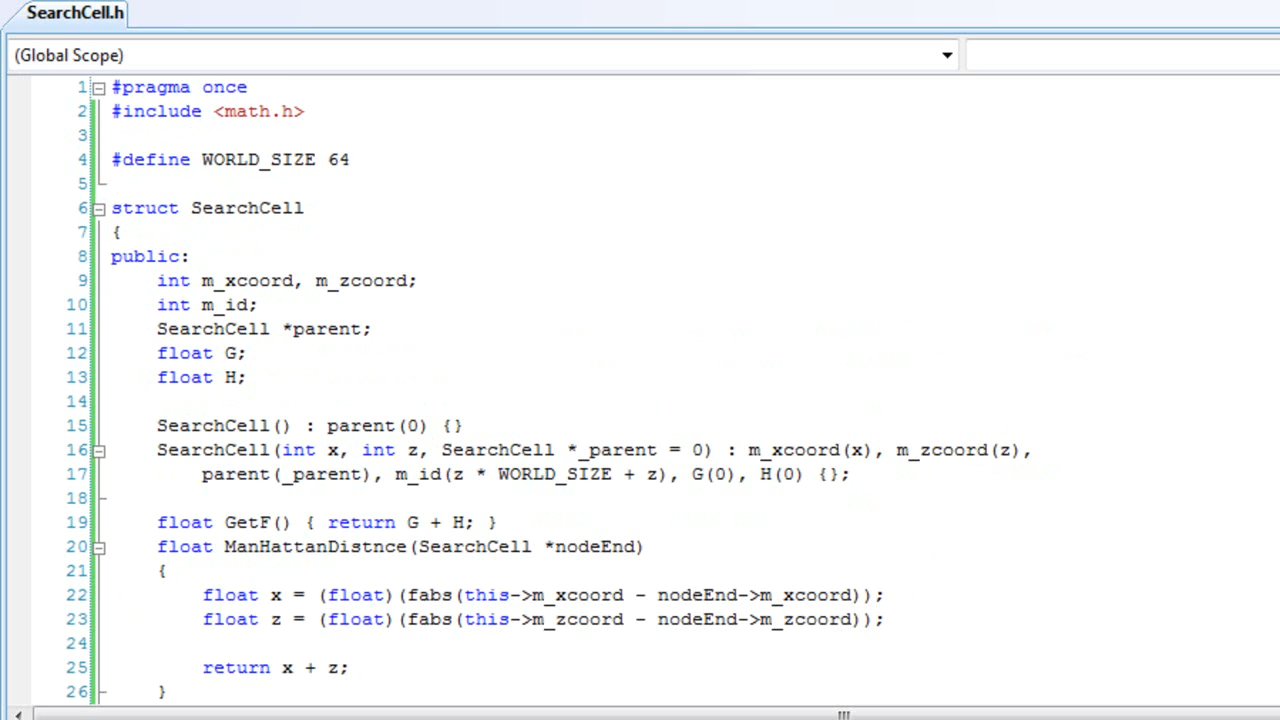 SearchCell.h
(Global Scope)
1 #pragma once
2 #include <math.h>
3
4 #define WORLD_SIZE 64
5
6 struct SearchCell
7 {
8 public:
9 int m_xcoord, m_zcoord;
10 int m_id;
11 SearchCell *parent;
12 float G;
13 float H;
14
15 SearchCell() : parent(0) {}
16 SearchCell(int x, int z, SearchCell *_parent = 0) : m_xcoord(x), m_zcoord(z),
17 parent(_parent), m_id(z * WORLD_SIZE + z), G(0), H(0) {};
18
19 float GetF() { return G + H; }
20 float ManHattanDistnce(SearchCell *nodeEnd)
21 {
22 float x = (float)(fabs(this->m_xcoord - nodeEnd->m_xcoord));
23 float z = (float)(fabs(this->m_zcoord - nodeEnd->m_zcoord));
24
25 return x + z;
26 }